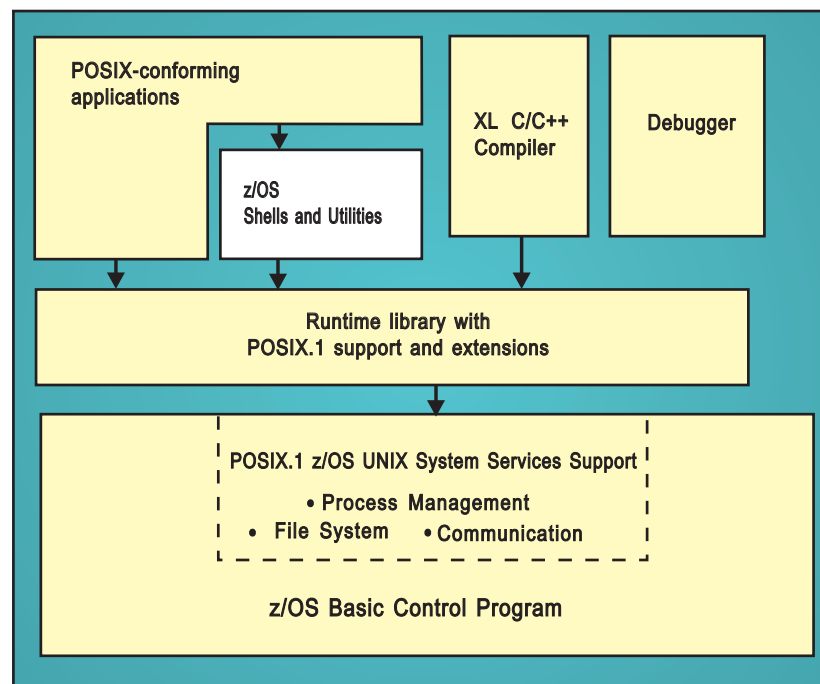 POSIX-conforming
applications
XL C/C++
Compiler
Debugger
z/OS
Shells and Utilities
Runtime library with
POSIX.1 support and extensions
POSIX.1 z/OS UNIX System Services Support
• Process Management
• File System • Communication
z/OS Basic Control Program